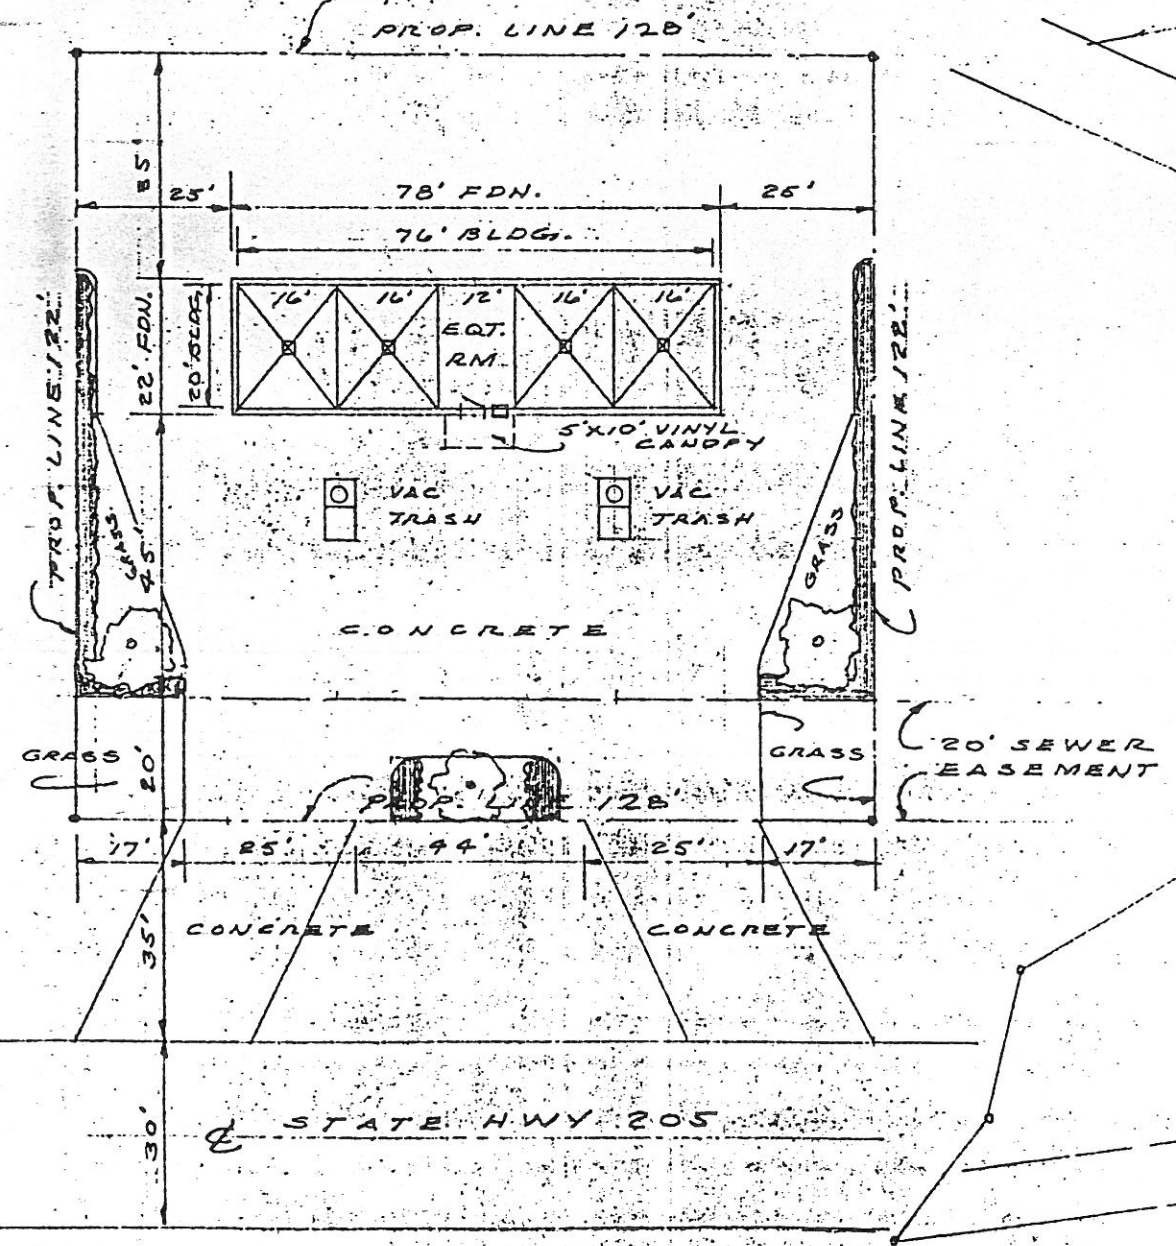 PROP. LINE 128'
35'
25'
78' FDN.
25'
76' BLDG.
PROP. LINE 122'
22' FDN.
20' BLDG.
16'
16'
12'
16'
16'
EQT.
RM
5'X10' VINYL
CANOPY
PROP. LINE 122'
VAC
TRASH
VAC
TRASH
GRASS
45'
GRASS
CONCRETE
GRASS
20'
GRASS
20' SEWER
EASEMENT
PROP. LINE 128'
17'
25'
44'
25'
17'
CONCRETE
CONCRETE
35'
STATE HWY 205
30'